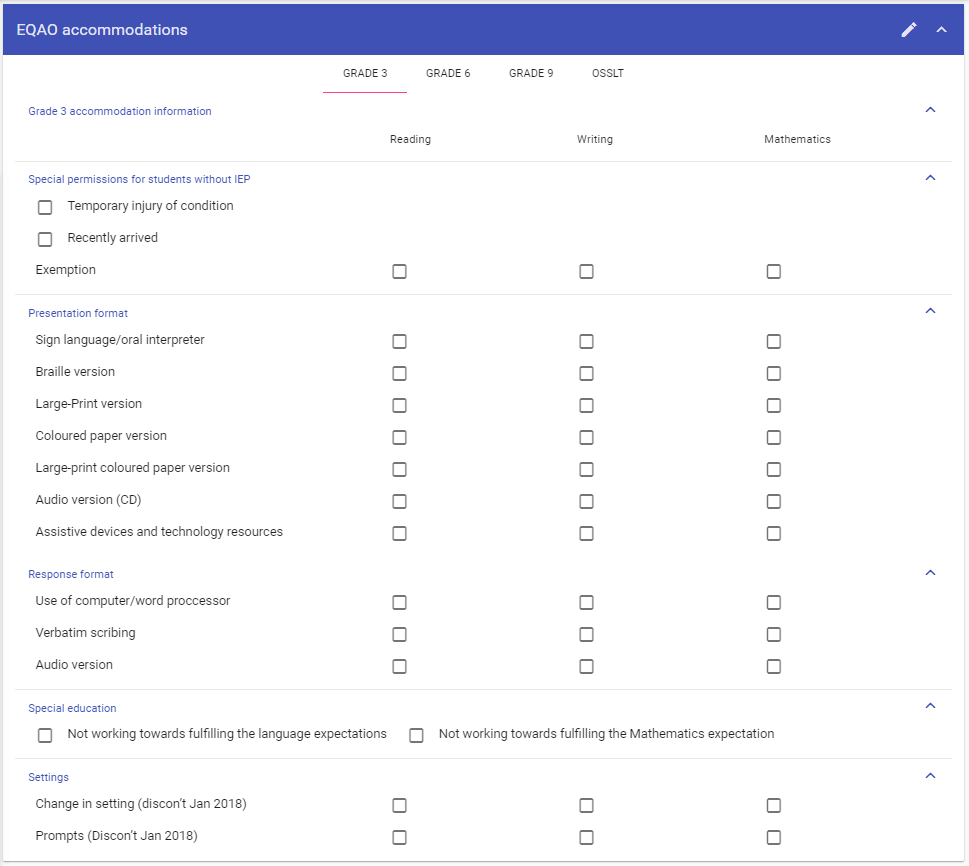 EQAO accommodations
GRADE 3 GRADE 6 GRADE 9 OSSLT
Grade 3 accommodation information
Reading Writing Mathematics
Special permissions for students without IEP
Temporary injury of condition
Recently arrived
Exemption
Presentation format
Sign language/oral interpreter
Braille version
Large-Print version
Coloured paper version
Large-print coloured paper version
Audio version (CD)
Assistive devices and technology resources
Response format
Use of computer/word proccessor
Verbatim scribing
Audio version
Special education
Not working towards fulfilling the language expectations Not working towards fulfilling the Mathematics expectation
Settings
Change in setting (discon’t Jan 2018)
Prompts (Discon’t Jan 2018)